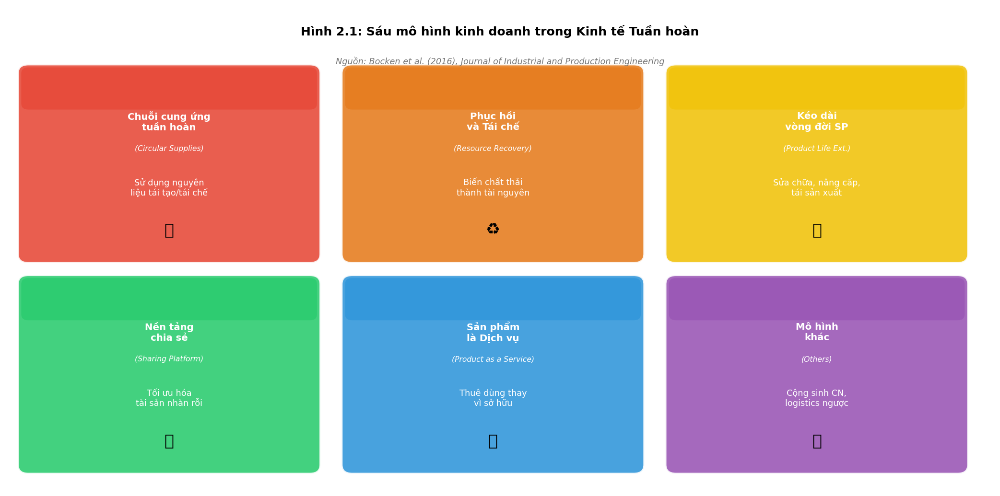 Hình 2.1: Sáu mô hình kinh doanh trong Kinh tế Tuần hoàn
Nguồn: Bocken et al. (2016), Journal of Industrial and Production Engineering
Chuỗi cung ứng
tuần hoàn
(Circular Supplies)
Sử dụng nguyên
liệu tái tạo/tái chế
Phục hồi
và Tái chế
(Resource Recovery)
Biến chất thải
thành tài nguyên
♻
Kéo dài
vòng đời SP
(Product Life Ext.)
Sửa chữa, nâng cấp,
tái sản xuất
Nền tảng
chia sẻ
(Sharing Platform)
Tối ưu hóa
tài sản nhàn rỗi
Sản phẩm
là Dịch vụ
(Product as a Service)
Thuê dùng thay
vì sở hữu
Mô hình
khác
(Others)
Cộng sinh CN,
logistics ngược